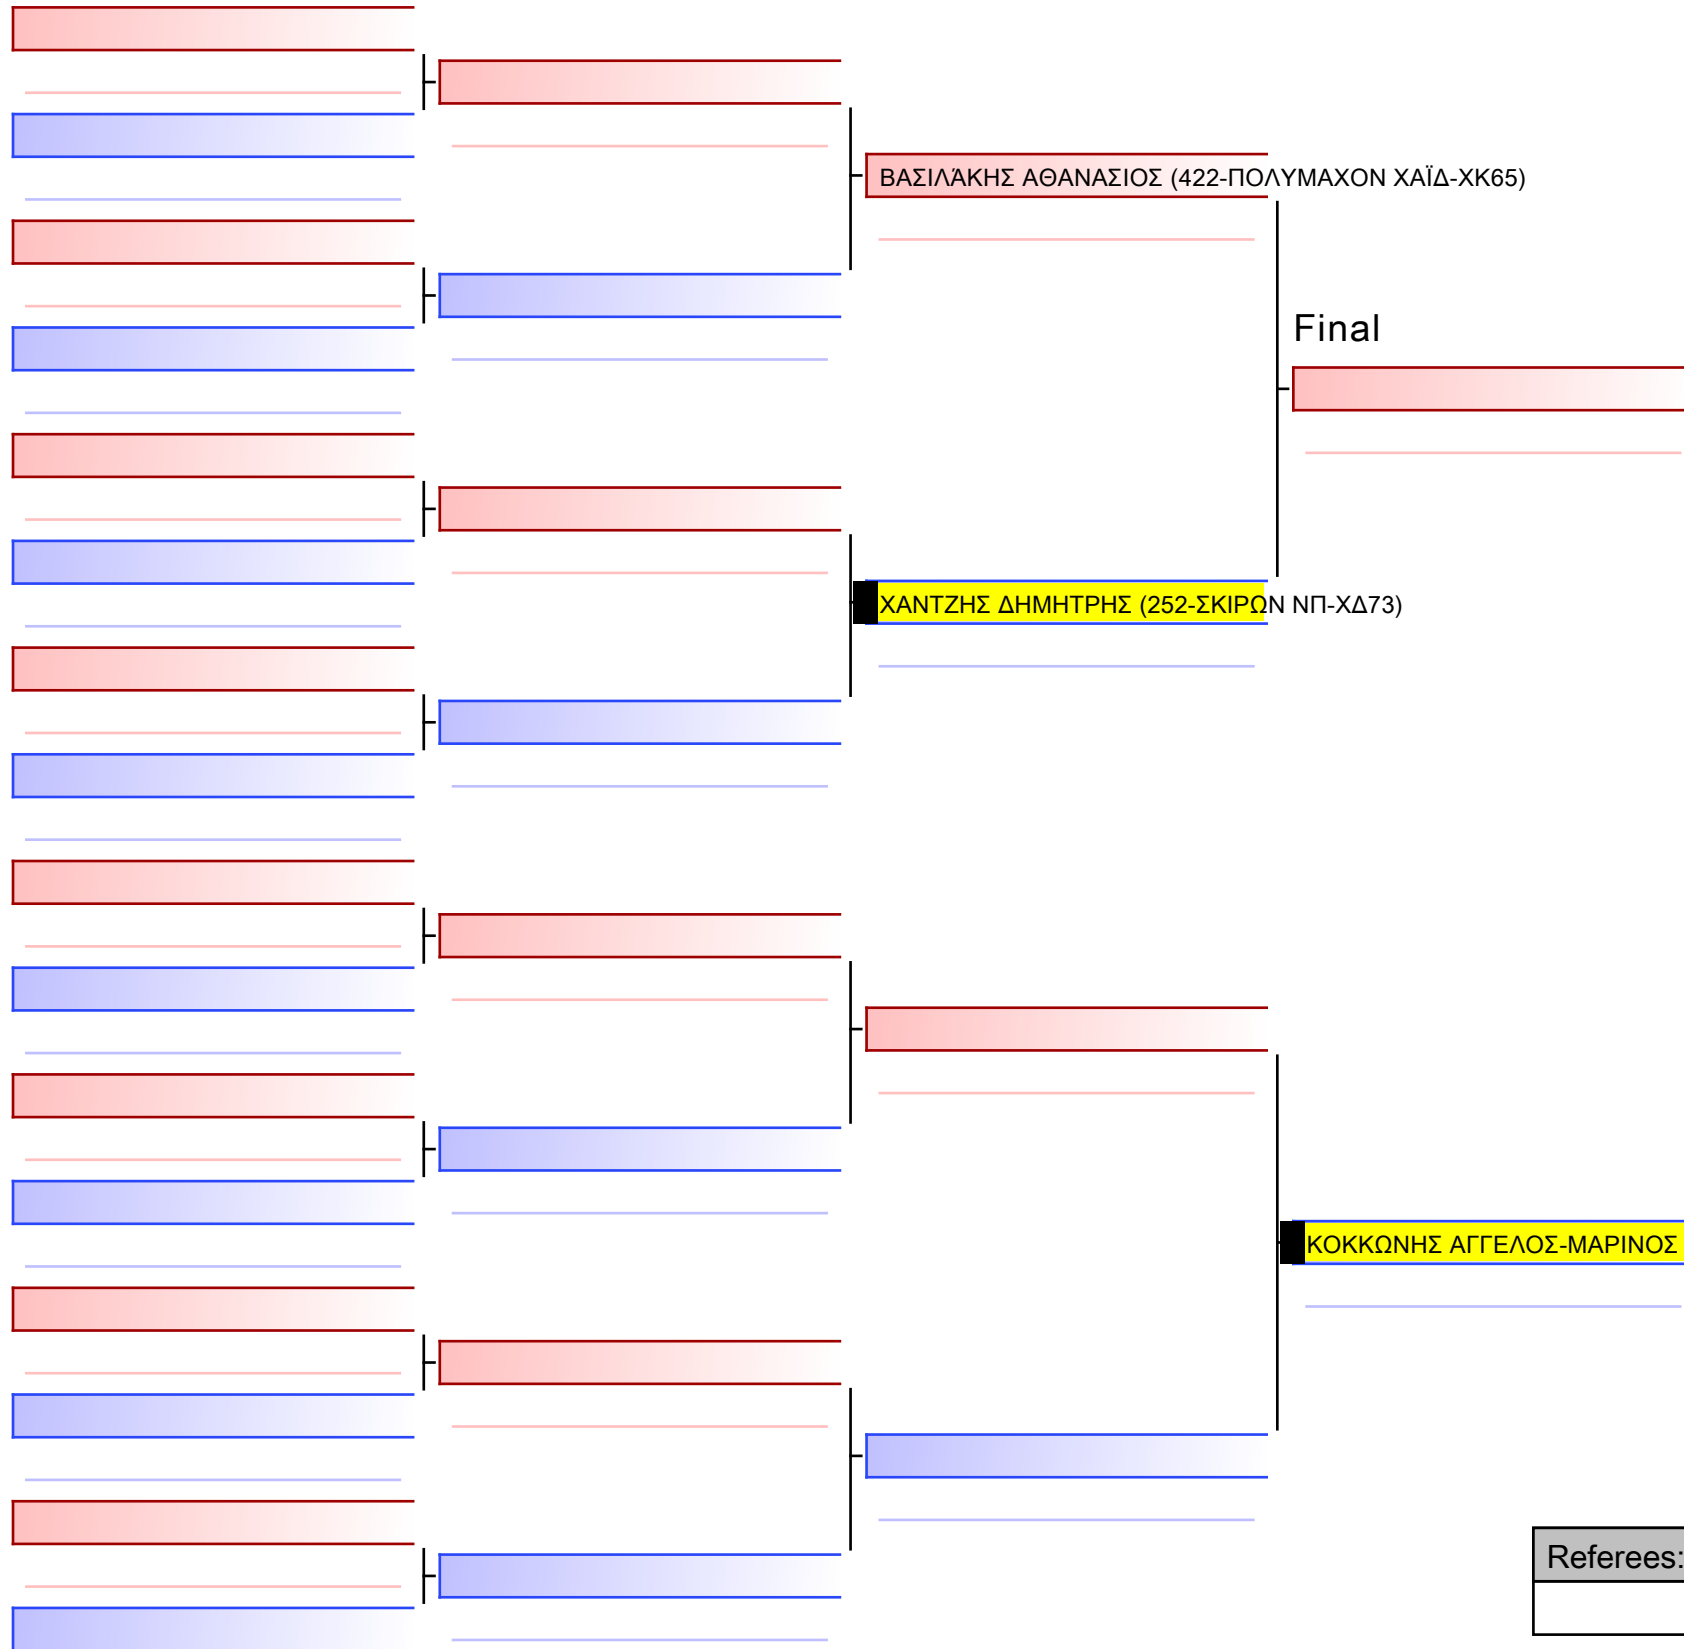 ΒΑΣΙΛΆΚΗΣ ΑΘΑΝΑΣΙΟΣ (422-ΠΟΛΥΜΑΧΟΝ ΧΑΪΔ-ΧΚ65)
Final
ΧΑΝΤΖΗΣ ΔΗΜΗΤΡΗΣ (252-ΣΚΙΡΩΝ ΝΠ-ΧΔ73)
ΚΟΚΚΩΝΗΣ ΑΓΓΕΛΟΣ-ΜΑΡΙΝΟΣ
Referees: